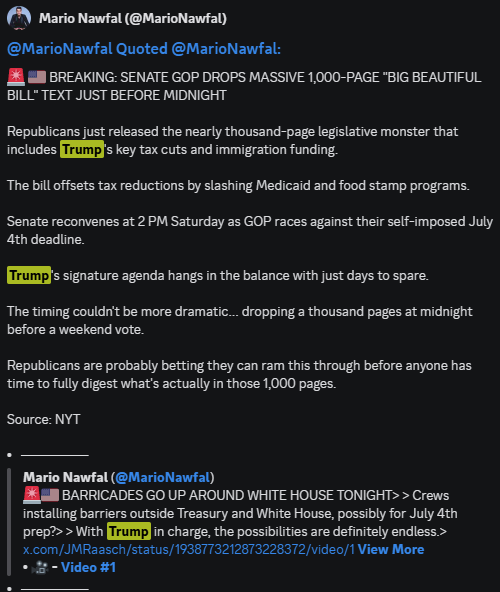 Mario Nawfal (@MarioNawfal)
@MarioNawfal Quoted @MarioNawfal:
🚨 🇺🇸 BREAKING: SENATE GOP DROPS MASSIVE 1,000-PAGE "BIG BEAUTIFUL
BILL" TEXT JUST BEFORE MIDNIGHT
Republicans just released the nearly thousand-page legislative monster that
includes Trump's key tax cuts and immigration funding.
The bill offsets tax reductions by slashing Medicaid and food stamp programs.
Senate reconvenes at 2 PM Saturday as GOP races against their self-imposed July
4th deadline.
Trump's signature agenda hangs in the balance with just days to spare.
The timing couldn't be more dramatic... dropping a thousand pages at midnight
before a weekend vote.
Republicans are probably betting they can ram this through before anyone has
time to fully digest what's actually in those 1,000 pages.
Source: NYT
• ⸻
Mario Nawfal (@MarioNawfal)
🚨🇺🇸 BARRICADES GO UP AROUND WHITE HOUSE TONIGHT> > Crews
installing barriers outside Treasury and White House, possibly for July 4th
prep?> > With Trump in charge, the possibilities are definitely endless.>
x.com/JMRaasch/status/1938773212873228372/video/1 View More
• 🎥 - Video #1
• ⸻